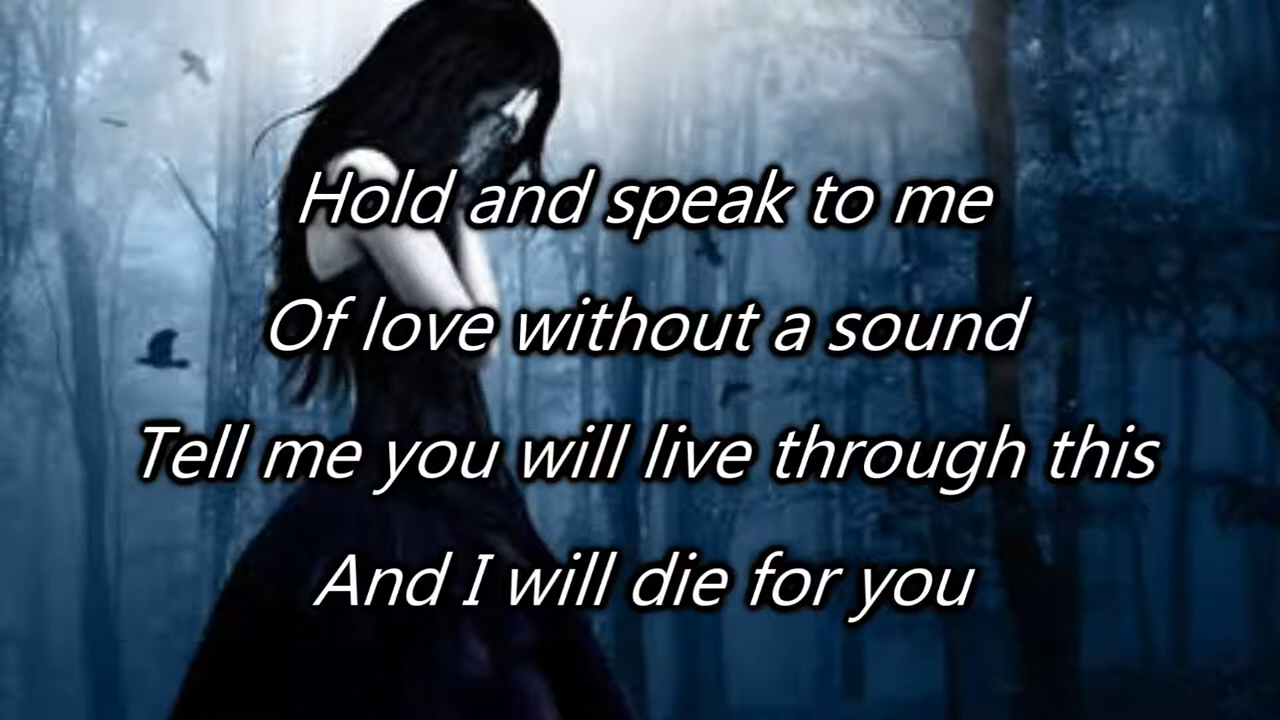 Hold and speak to me
Of love without a sound
Tell me you will live through this
And I will die for you